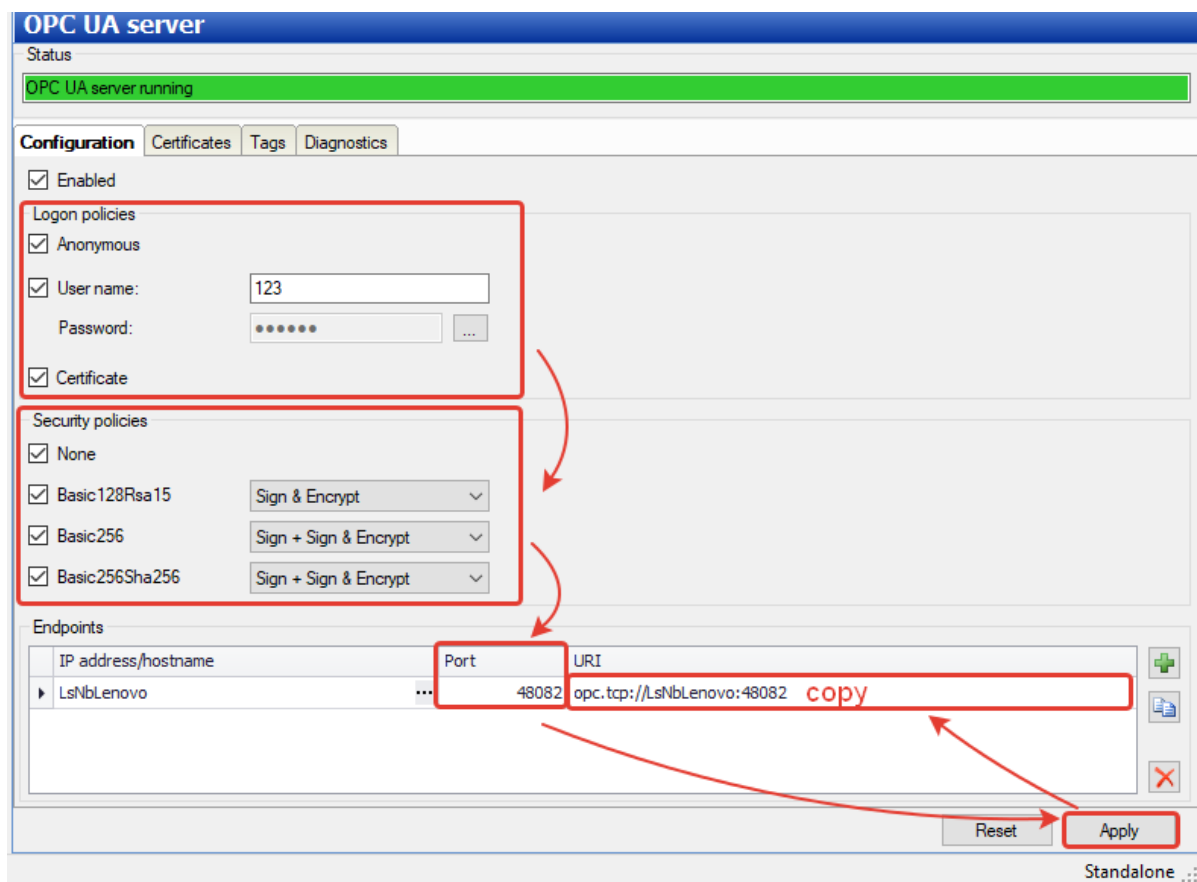 OPC UA server
Status
OPC UA server running
Configuration Certificates Tags Diagnostics
Enabled
Logon policies
Anonymous
User name: 123
Password: ●●●●●● ...
Certificate
Security policies
None
Basic128Rsa15 Sign & Encrypt
Basic256 Sign + Sign & Encrypt
Basic256Sha256 Sign + Sign & Encrypt
Endpoints
IP address/hostname Port URI
LsNbLenovo ... 48082 opc.tcp://LsNbLenovo:48082 copy
Reset Apply
Standalone